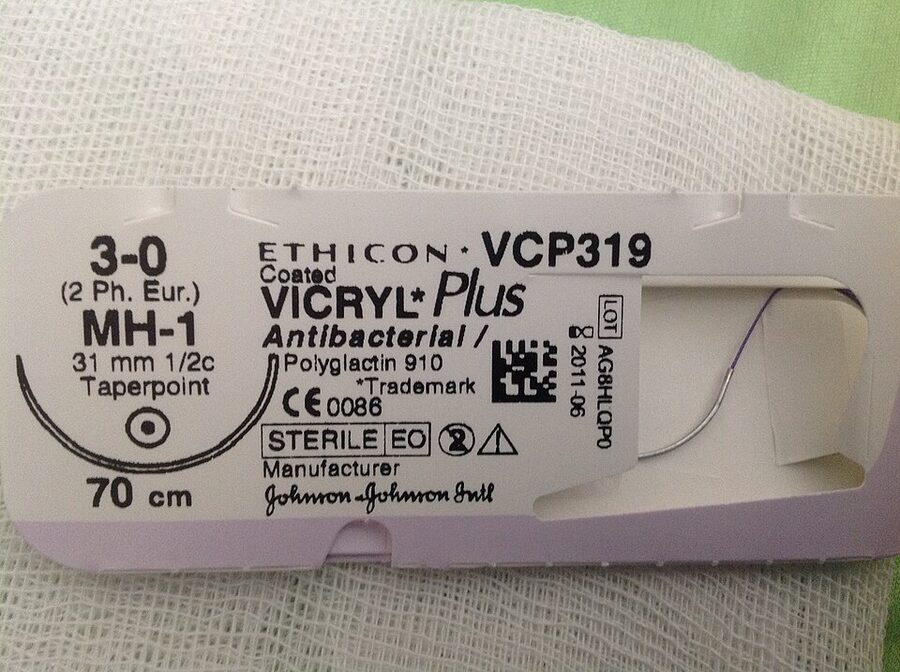 3-0
(2 Ph. Eur.)
MH-1
31 mm 1/2c
Taperpoint
70 cm
ETHICON* VCP319
Coated
VICRYL* Plus
Antibacterial /
Polyglactin 910
*Trademark
CE 0086
STERILE EO 2
Manufacturer
Johnson-Johnson Intl
LOT AG8HLQP0
2011-06